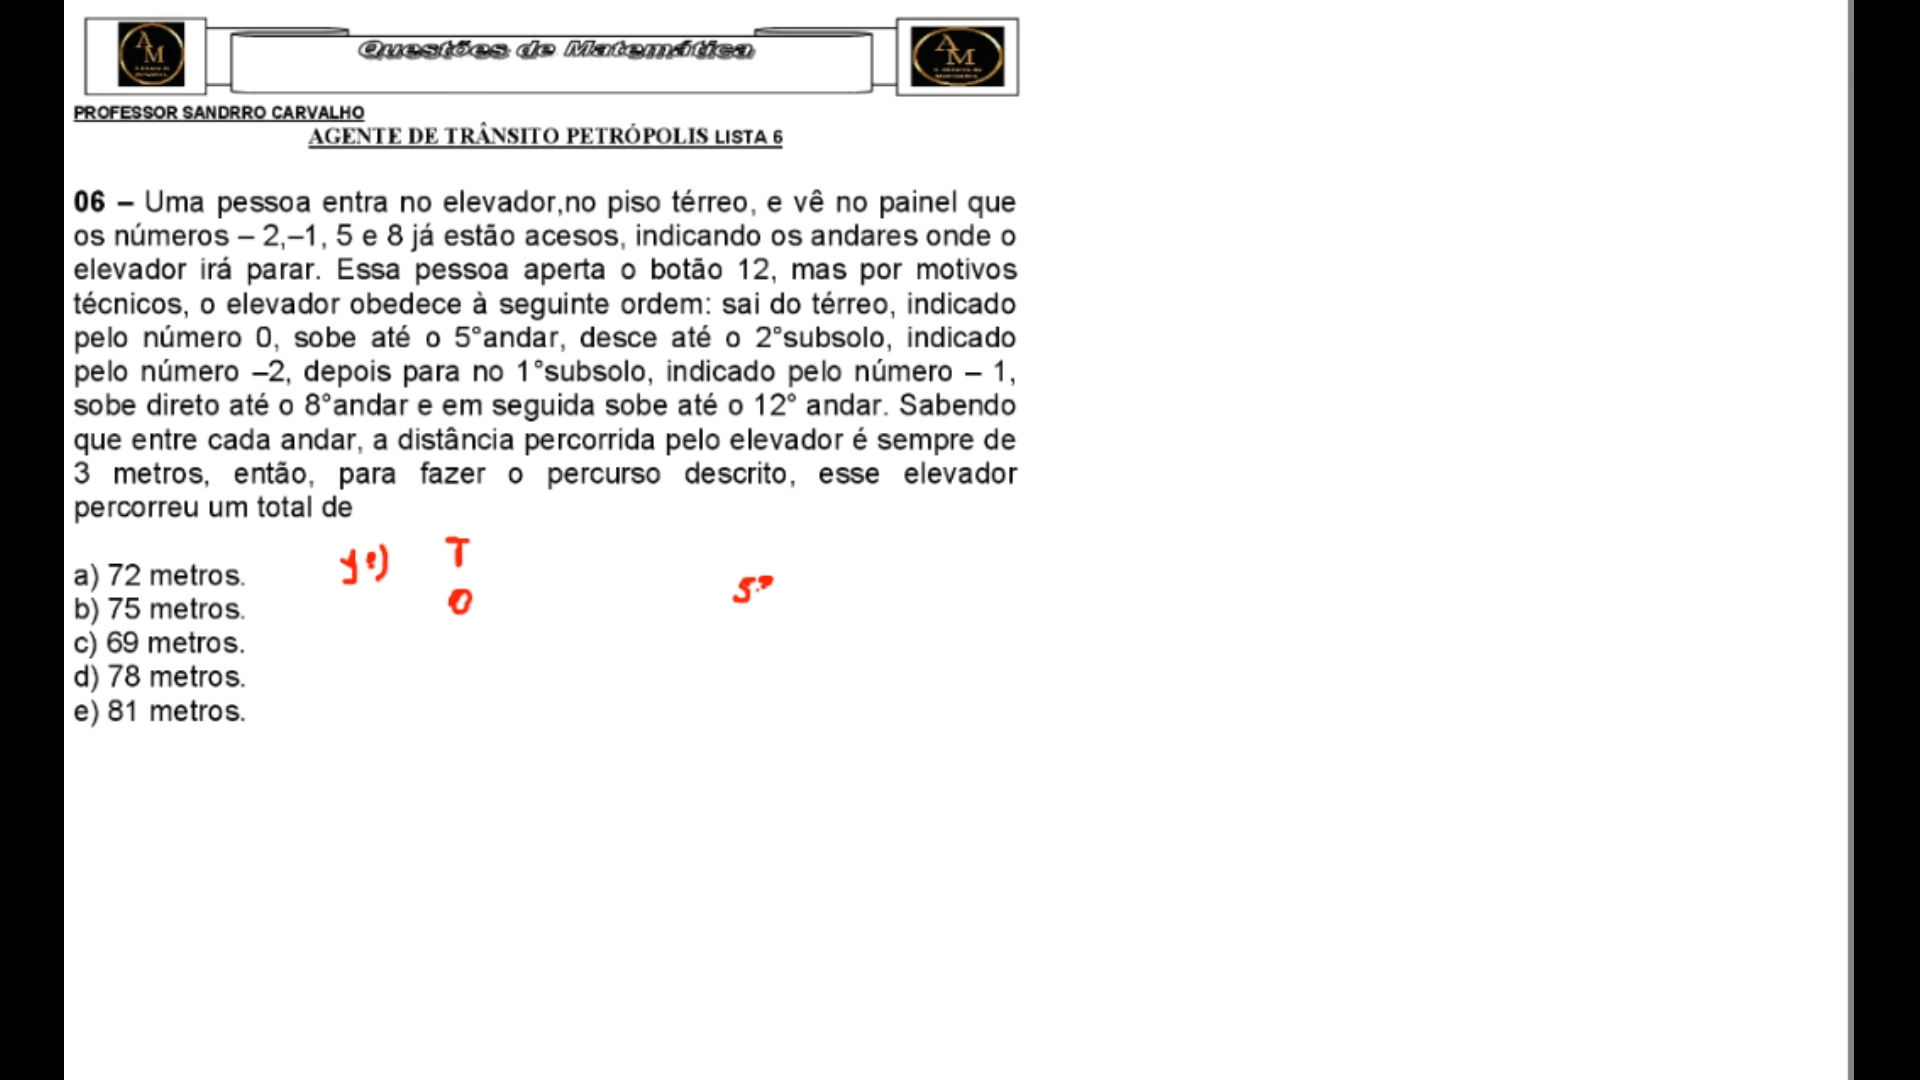 AM
Questões de Matemática
AM
PROFESSOR SANDRRO CARVALHO
AGENTE DE TRÂNSITO PETRÓPOLIS LISTA 6
06 – Uma pessoa entra no elevador,no piso térreo, e vê no painel que
os números – 2,–1, 5 e 8 já estão acesos, indicando os andares onde o
elevador irá parar. Essa pessoa aperta o botão 12, mas por motivos
técnicos, o elevador obedece à seguinte ordem: sai do térreo, indicado
pelo número 0, sobe até o 5°andar, desce até o 2°subsolo, indicado
pelo número –2, depois para no 1°subsolo, indicado pelo número – 1,
sobe direto até o 8°andar e em seguida sobe até o 12° andar. Sabendo
que entre cada andar, a distância percorrida pelo elevador é sempre de
3 metros, então, para fazer o percurso descrito, esse elevador
percorreu um total de
a) 72 metros.
b) 75 metros.
c) 69 metros.
d) 78 metros.
e) 81 metros.
1º) T
0 5º